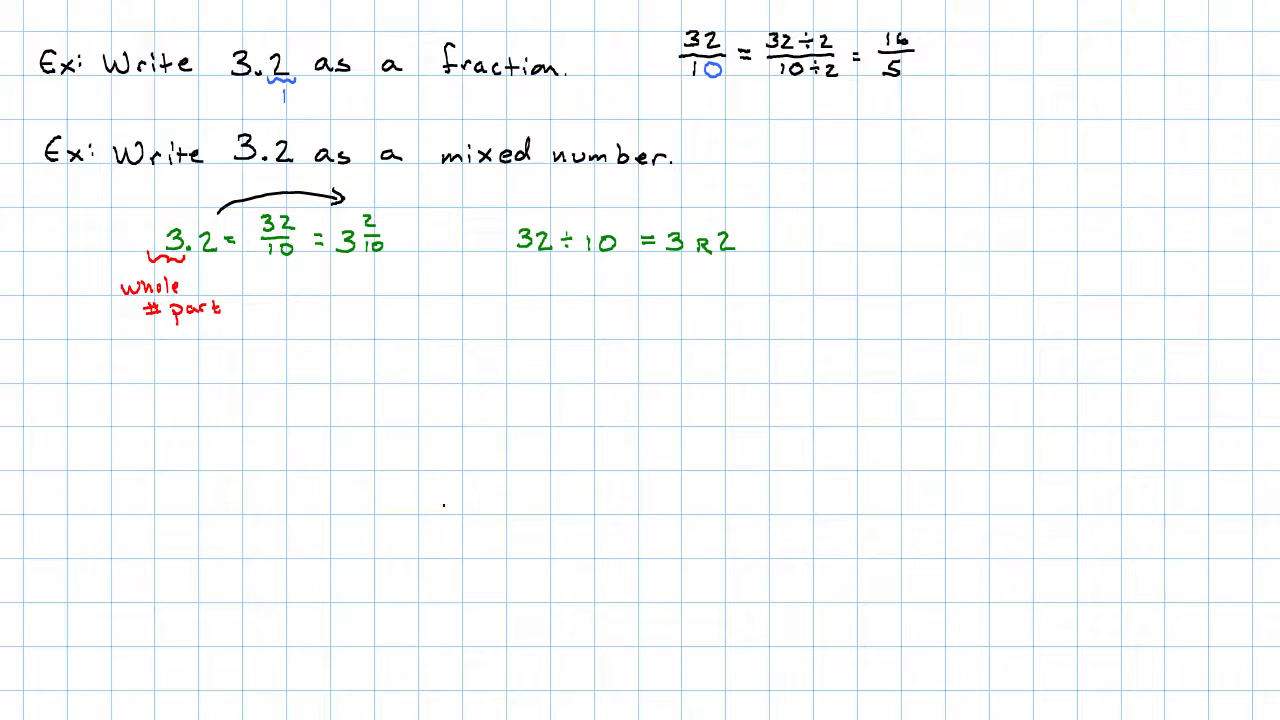 Ex: Write 3.2 as a fraction. 32/10 = 32÷2/10÷2 = 16/5
1
Ex: Write 3.2 as a mixed number.
3.2 = 32/10 = 3 2/10 32 ÷ 10 = 3 R 2
whole
# part